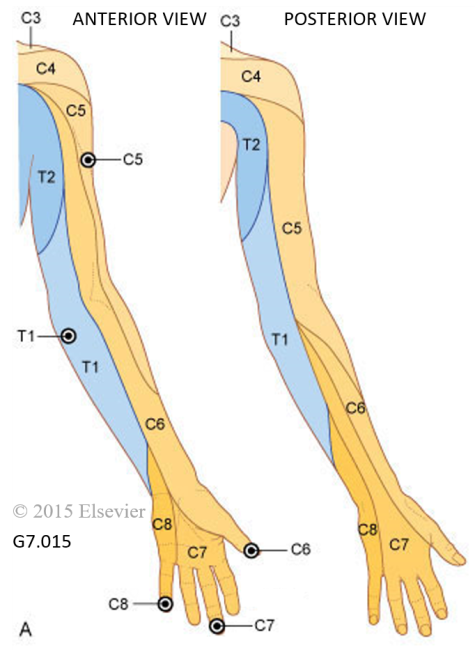 ANTERIOR VIEW
POSTERIOR VIEW
C3
C3
C4
C4
C5
C5
T2
T2
C5
T1
T1
T1
C6
C6
© 2015 Elsevier
C8
C8
C7
C7
G7.015
C6
C8
C7
A